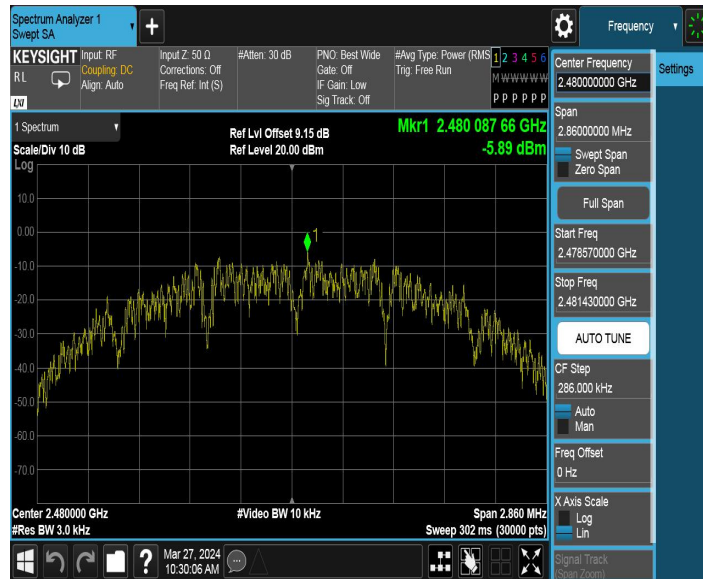 Spectrum Analyzer 1
Swept SA
+
Frequency
KEYSIGHT
RL
LXI
Input: RF
Coupling: DC
Align: Auto
Input Z: 50 Ω
Corrections: Off
Freq Ref: Int (S)
#Atten: 30 dB
PNO: Best Wide
Gate: Off
IF Gain: Low
Sig Track: Off
#Avg Type: Power (RMS
Trig: Free Run
1 2 3 4 5 6
M W W W W W
P P P P P P
1 Spectrum
Scale/Div 10 dB
Log
Ref Lvl Offset 9.15 dB
Ref Level 20.00 dBm
Mkr1 2.480 087 66 GHz
-5.89 dBm
10.0
0.00
-10.0
-20.0
-30.0
-40.0
-50.0
-60.0
-70.0
1
Center 2.480000 GHz
#Res BW 3.0 kHz
#Video BW 10 kHz
Span 2.860 MHz
Sweep 302 ms (30000 pts)
Mar 27, 2024
10:30:06 AM
?
Center Frequency
2.480000000 GHz
Settings
Span
2.86000000 MHz
Swept Span
Zero Span
Full Span
Start Freq
2.478570000 GHz
Stop Freq
2.481430000 GHz
AUTO TUNE
CF Step
286.000 kHz
Auto
Man
Freq Offset
0 Hz
X Axis Scale
Log
Lin
Signal Track
(Span Zoom)